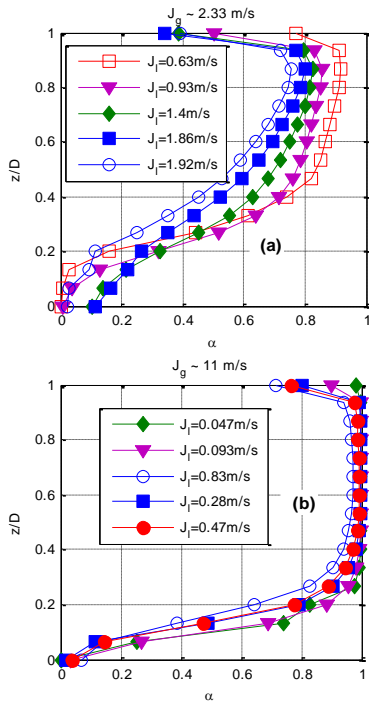 J_g ~ 2.33 m/s
1
0.8
0.6
0.4
0.2
0
z/D
J_l=0.63m/s
J_l=0.93m/s
J_l=1.4m/s
J_l=1.86m/s
J_l=1.92m/s
(a)
0 0.2 0.4 0.6 0.8 1
α
J_g ~ 11 m/s
1
0.8
0.6
0.4
0.2
0
z/D
J_l=0.047m/s
J_l=0.093m/s
J_l=0.83m/s
J_l=0.28m/s
J_l=0.47m/s
(b)
0 0.2 0.4 0.6 0.8 1
α